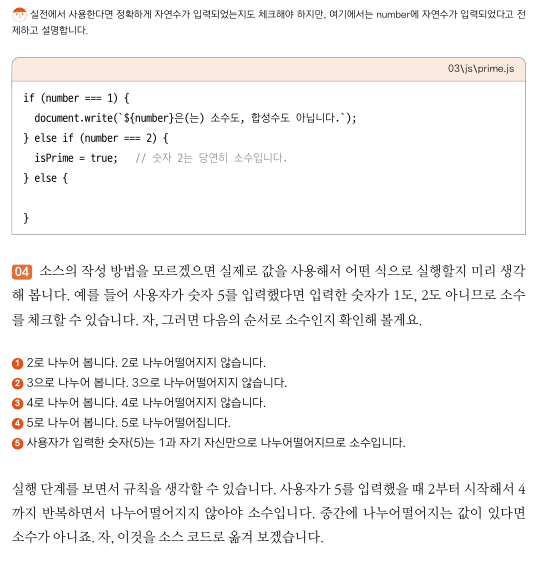 실전에서 사용한다면 정확하게 자연수가 입력되었는지도 체크해야 하지만, 여기에서는 number에 자연수가 입력되었다고 전
제하고 설명합니다.
03\js\prime.js
if (number === 1) {
  document.write(`${number}은(는) 소수도, 합성수도 아닙니다.`);
} else if (number === 2) {
  isPrime = true;   // 숫자 2는 당연히 소수입니다.
} else {
}
04 소스의 작성 방법을 모르겠으면 실제로 값을 사용해서 어떤 식으로 실행할지 미리 생각
해 봅니다. 예를 들어 사용자가 숫자 5를 입력했다면 입력한 숫자가 1도, 2도 아니므로 소수
를 체크할 수 있습니다. 자, 그러면 다음의 순서로 소수인지 확인해 볼게요.
1 2로 나누어 봅니다. 2로 나누어떨어지지 않습니다.
2 3으로 나누어 봅니다. 3으로 나누어떨어지지 않습니다.
3 4로 나누어 봅니다. 4로 나누어떨어지지 않습니다.
4 5로 나누어 봅니다. 5로 나누어떨어집니다.
5 사용자가 입력한 숫자(5)는 1과 자기 자신만으로 나누어떨어지므로 소수입니다.
실행 단계를 보면서 규칙을 생각할 수 있습니다. 사용자가 5를 입력했을 때 2부터 시작해서 4
까지 반복하면서 나누어떨어지지 않아야 소수입니다. 중간에 나누어떨어지는 값이 있다면
소수가 아니죠. 자, 이것을 소스 코드로 옮겨 보겠습니다.